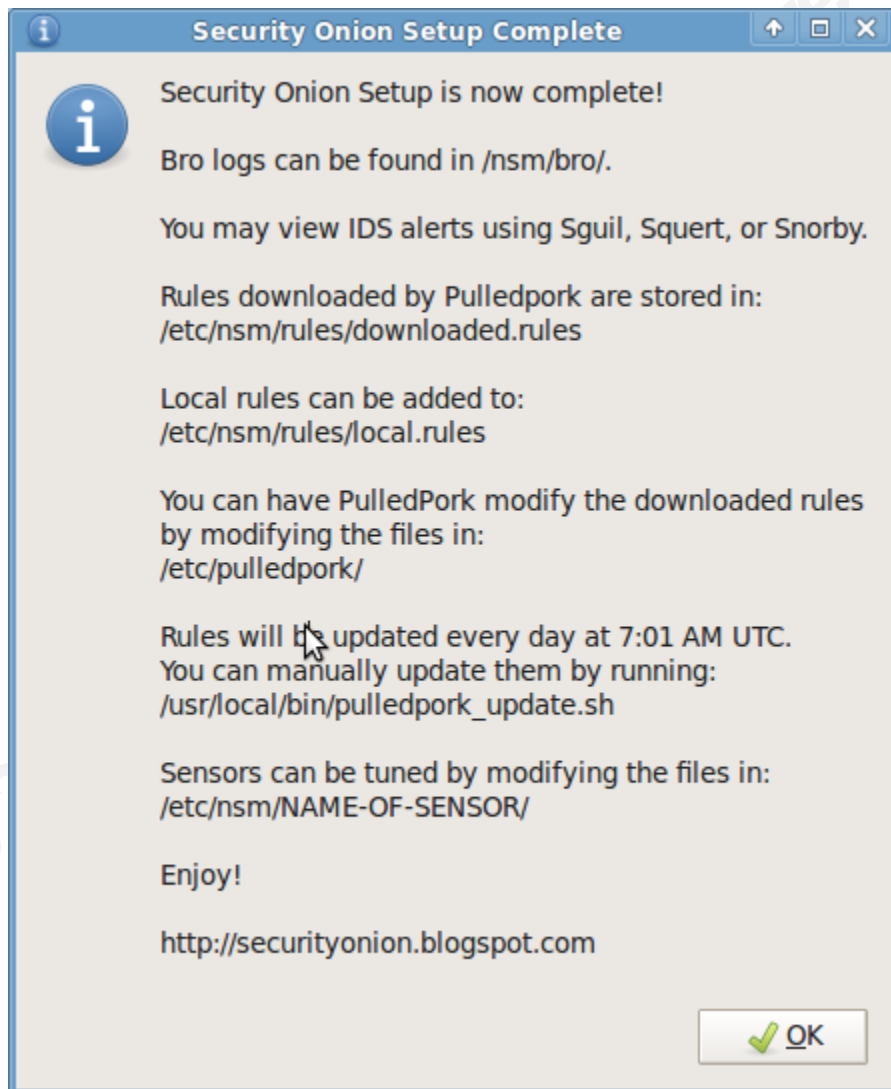 Security Onion Setup Complete
Security Onion Setup is now complete!
Bro logs can be found in /nsm/bro/.
You may view IDS alerts using Sguil, Squert, or Snorby.
Rules downloaded by Pulledpork are stored in:
/etc/nsm/rules/downloaded.rules
Local rules can be added to:
/etc/nsm/rules/local.rules
You can have PulledPork modify the downloaded rules
by modifying the files in:
/etc/pulledpork/
Rules will be updated every day at 7:01 AM UTC.
You can manually update them by running:
/usr/local/bin/pulledpork_update.sh
Sensors can be tuned by modifying the files in:
/etc/nsm/NAME-OF-SENSOR/
Enjoy!
http://securityonion.blogspot.com
OK